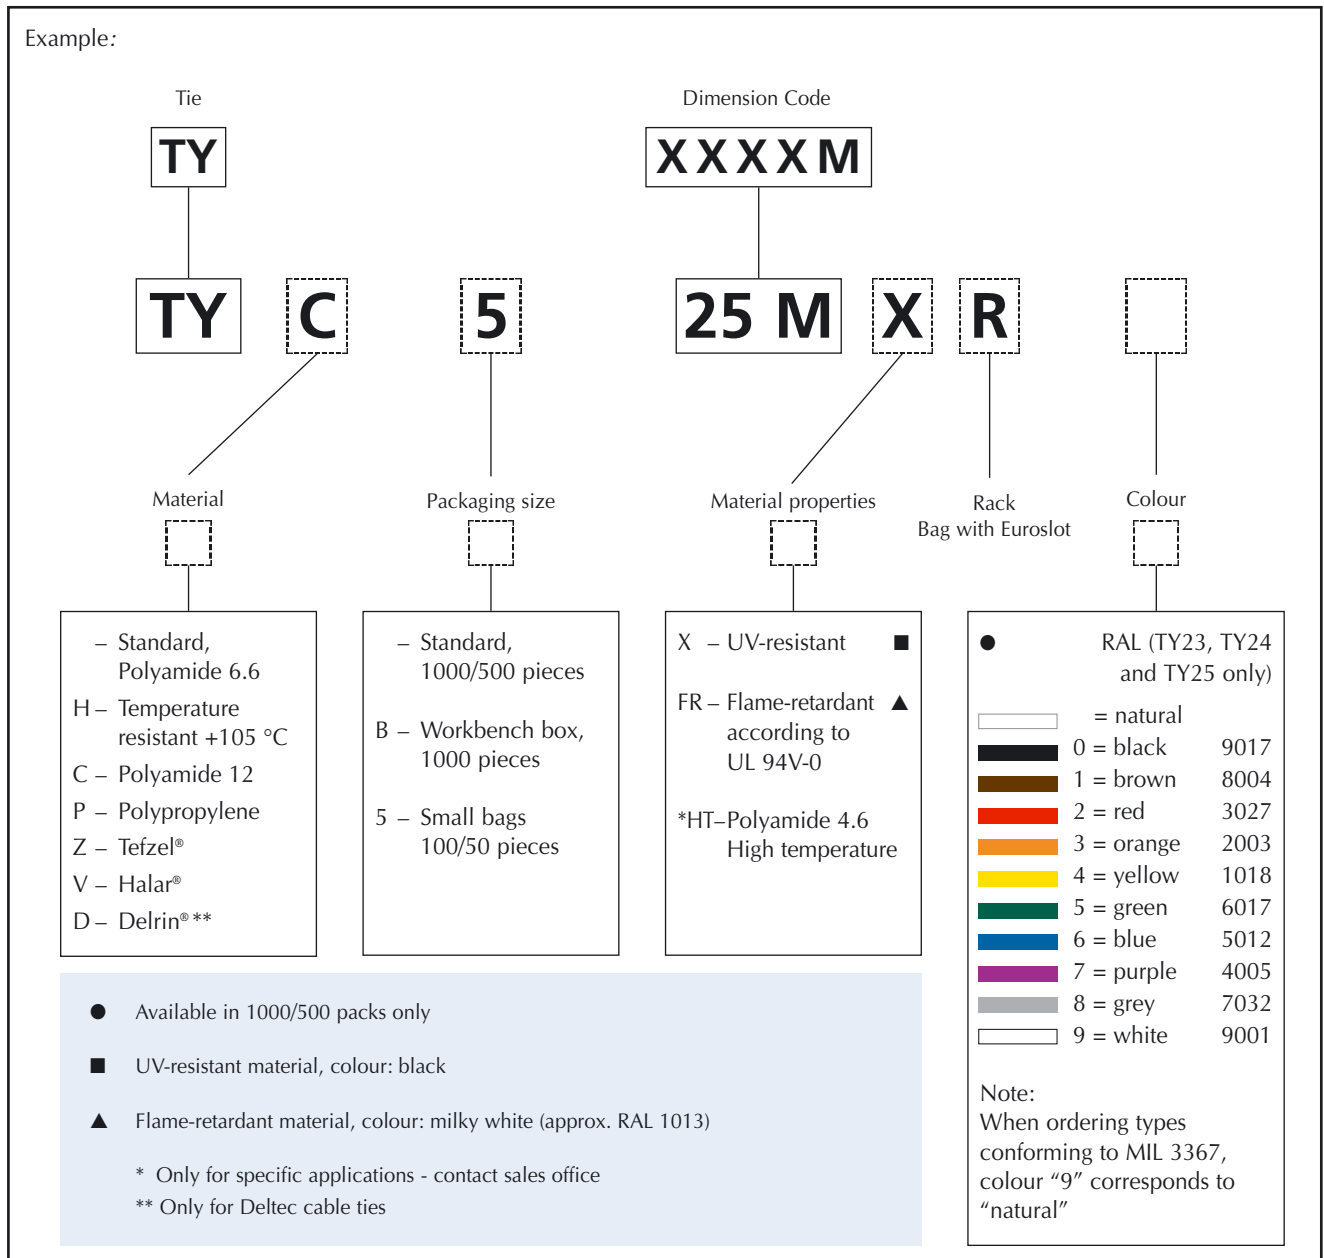 Example:
Tie
Dimension Code
TY
XXXXM
TY C 5 25 M X R
Material
Packaging size
Material properties
Rack
Bag with Euroslot
Colour
– Standard,
Polyamide 6.6
H – Temperature
resistant +105 °C
C – Polyamide 12
P – Polypropylene
Z – Tefzel®
V – Halar®
D – Delrin® **
– Standard,
1000/500 pieces
B – Workbench box,
1000 pieces
5 – Small bags
100/50 pieces
X – UV-resistant ■
FR – Flame-retardant ▲
according to
UL 94V-0
*HT–Polyamide 4.6
High temperature
● RAL (TY23, TY24
and TY25 only)
= natural
0 = black 9017
1 = brown 8004
2 = red 3027
3 = orange 2003
4 = yellow 1018
5 = green 6017
6 = blue 5012
7 = purple 4005
8 = grey 7032
9 = white 9001
Note:
When ordering types
conforming to MIL 3367,
colour “9” corresponds to
“natural”
● Available in 1000/500 packs only
■ UV-resistant material, colour: black
▲ Flame-retardant material, colour: milky white (approx. RAL 1013)
* Only for specific applications - contact sales office
** Only for Deltec cable ties